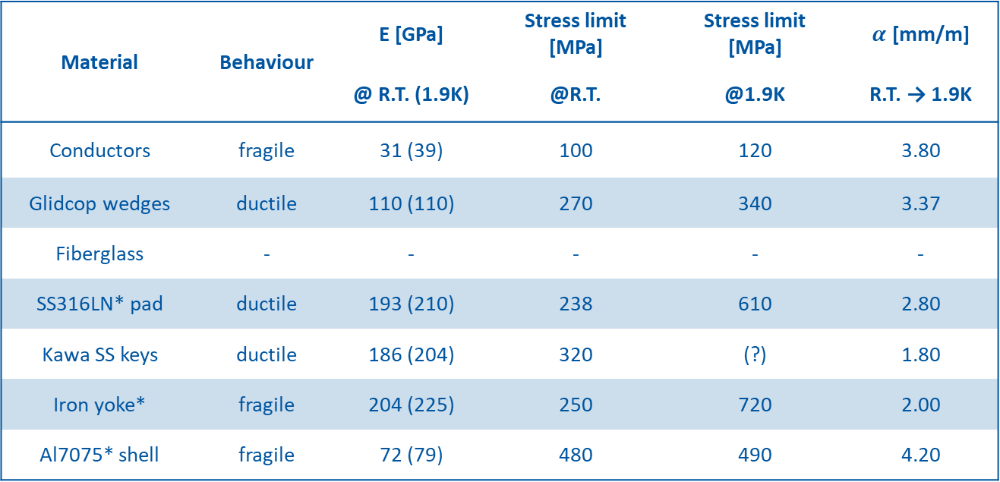 Material Behaviour E [GPa] @ R.T. (1.9K) Stress limit [MPa] @R.T. Stress limit [MPa] @1.9K α [mm/m] R.T. → 1.9K
Conductors fragile 31 (39) 100 120 3.80
Glidcop wedges ductile 110 (110) 270 340 3.37
Fiberglass - - - - -
SS316LN* pad ductile 193 (210) 238 610 2.80
Kawa SS keys ductile 186 (204) 320 (?) 1.80
Iron yoke* fragile 204 (225) 250 720 2.00
Al7075* shell fragile 72 (79) 480 490 4.20